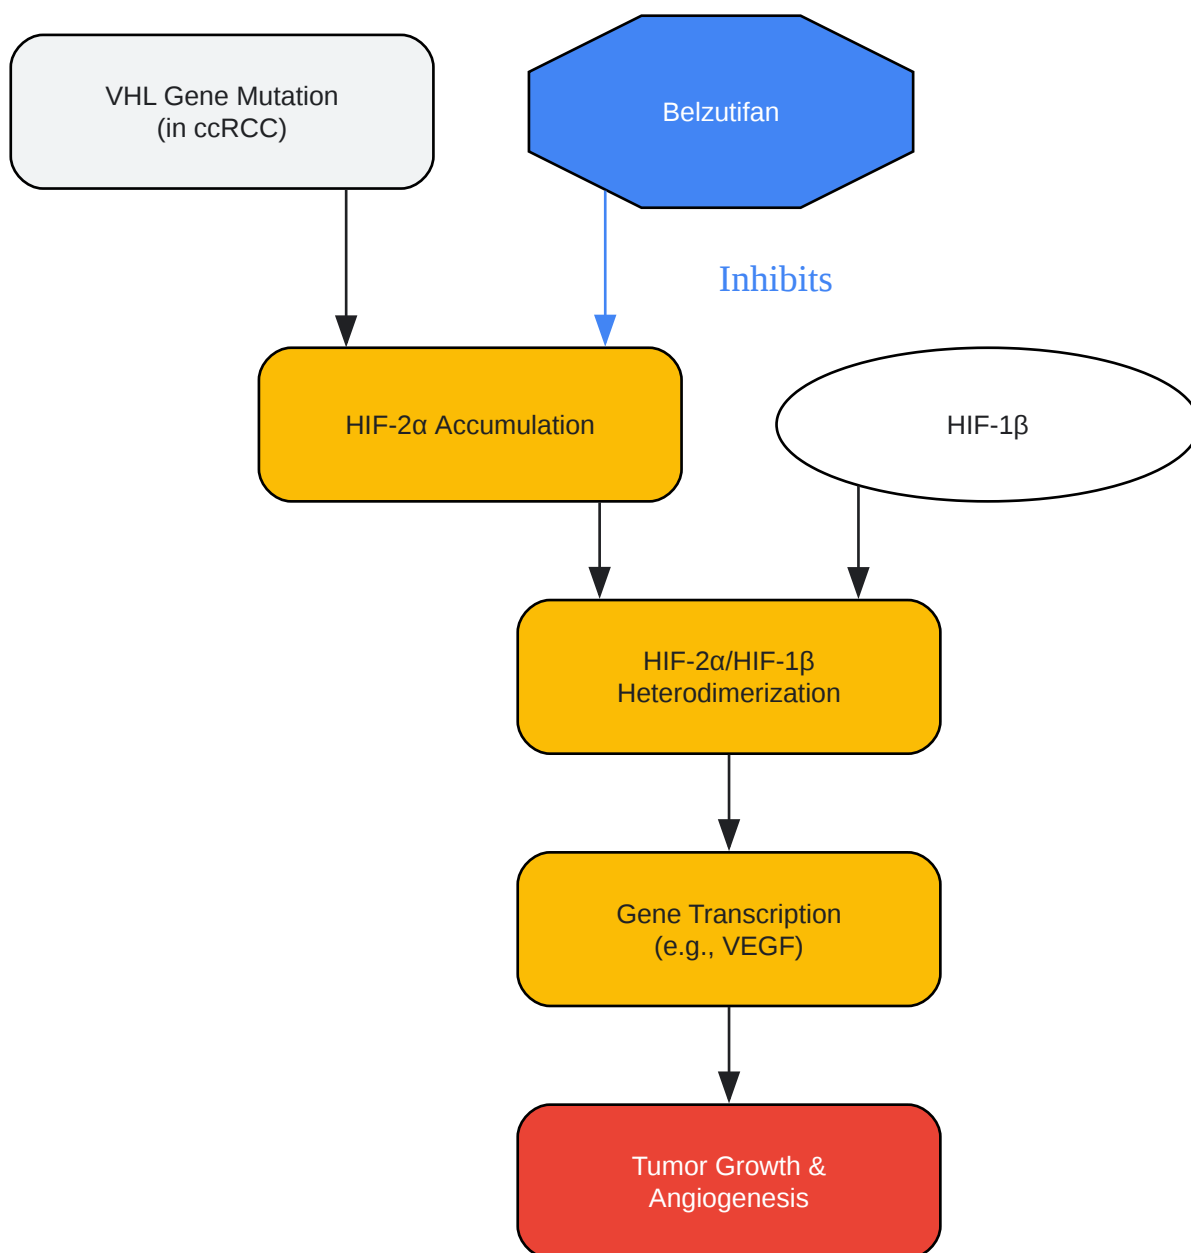 VHL Gene Mutation
(in ccRCC)
Belzutifan
Inhibits
HIF-2α Accumulation
HIF-1β
HIF-2α/HIF-1β
Heterodimerization
Gene Transcription
(e.g., VEGF)
Tumor Growth &
Angiogenesis